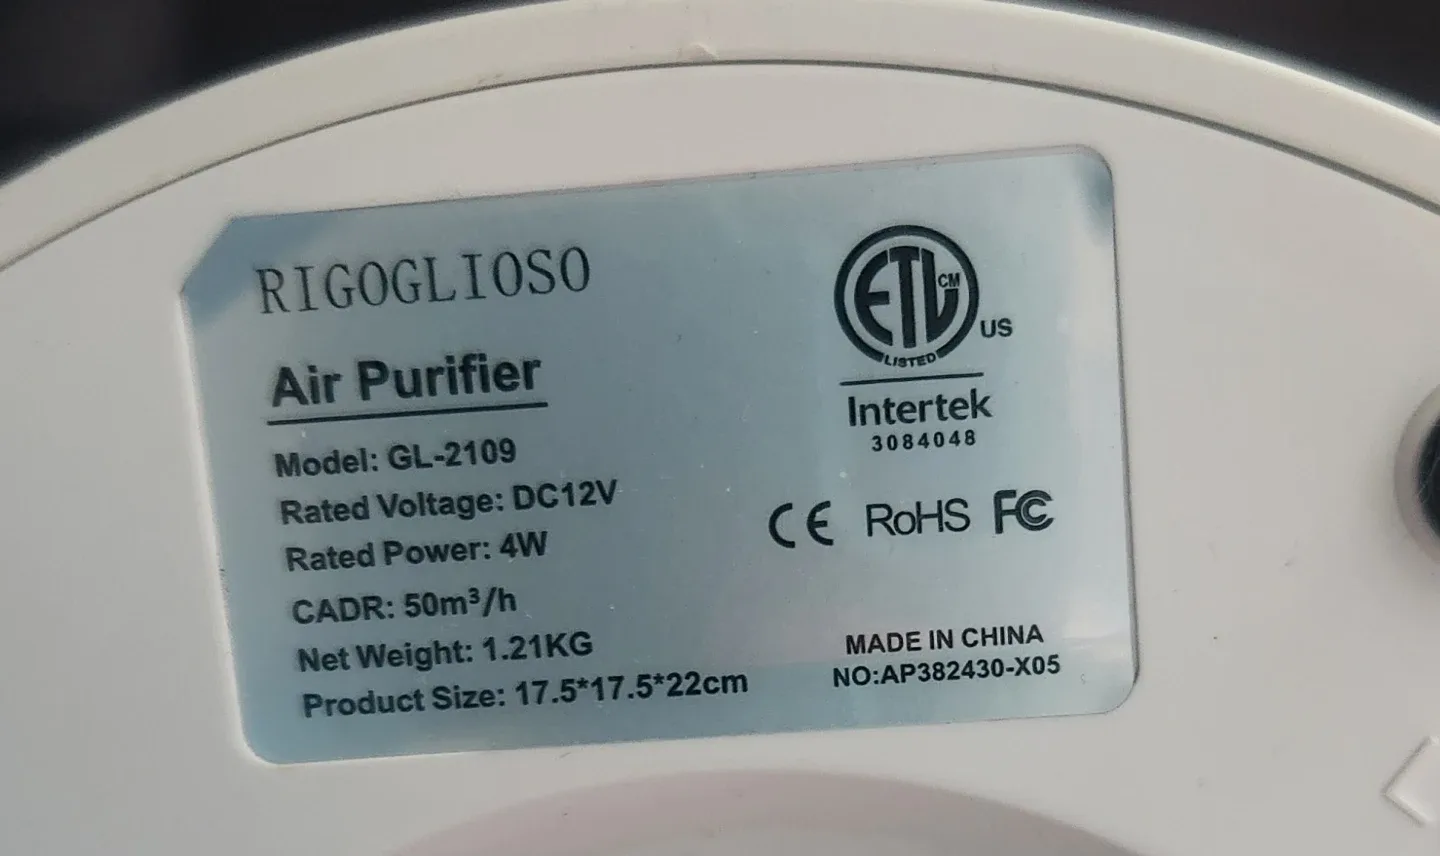 RIGOGLIOSO
Air Purifier
Model: GL-2109
Rated Voltage: DC12V
Rated Power: 4W
CADR: 50m³/h
Net Weight: 1.21KG
Product Size: 17.5*17.5*22cm
ETL CM
LISTED
US
Intertek
3084048
CE RoHS FC
MADE IN CHINA
NO:AP382430-X05